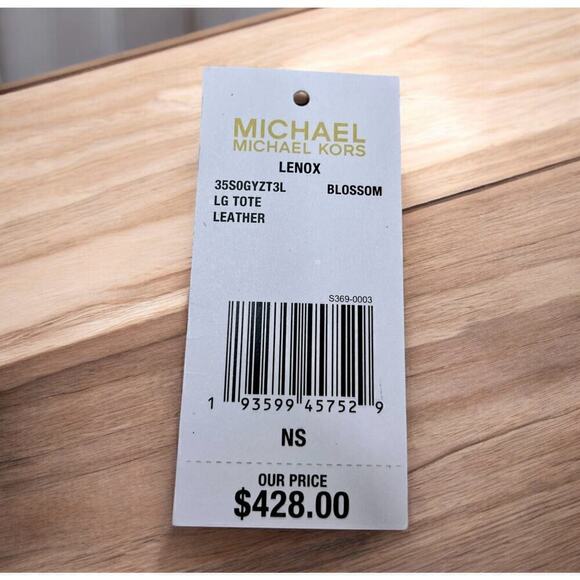 MICHAEL
MICHAEL KORS
LENOX
35S0GYZT3L BLOSSOM
LG TOTE
LEATHER
S369-0003
1 93599 45752 9
NS
OUR PRICE
$428.00